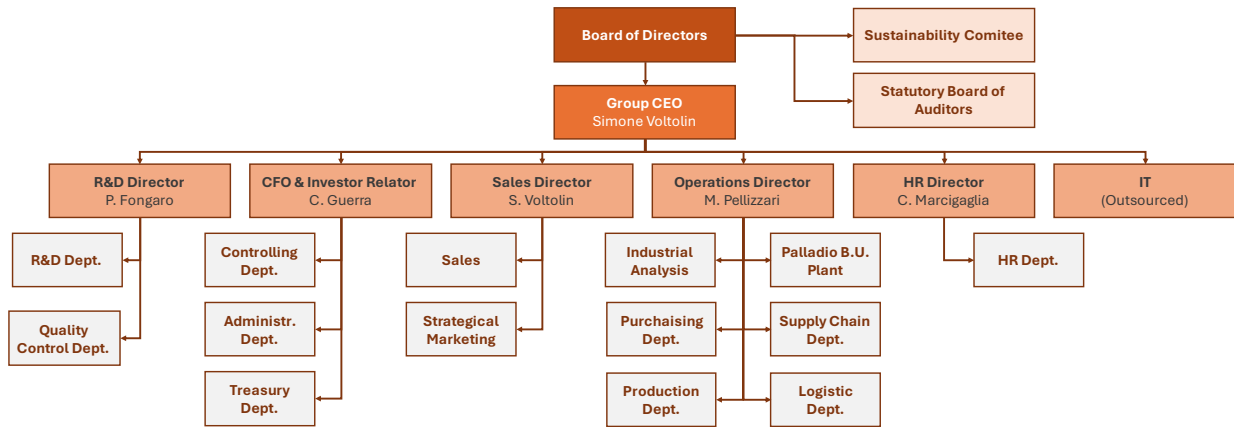 Board of Directors
Sustainability Comitee
Statutory Board of
Auditors
Group CEO
Simone Voltolin
R&D Director
P. Fongaro
CFO & Investor Relator
C. Guerra
Sales Director
S. Voltolin
Operations Director
M. Pellizzari
HR Director
C. Marcigaglia
IT
(Outsourced)
R&D Dept.
Quality
Control Dept.
Controlling
Dept.
Administr.
Dept.
Treasury
Dept.
Sales
Strategical
Marketing
Industrial
Analysis
Palladio B.U.
Plant
Purchaising
Dept.
Supply Chain
Dept.
Production
Dept.
Logistic
Dept.
HR Dept.